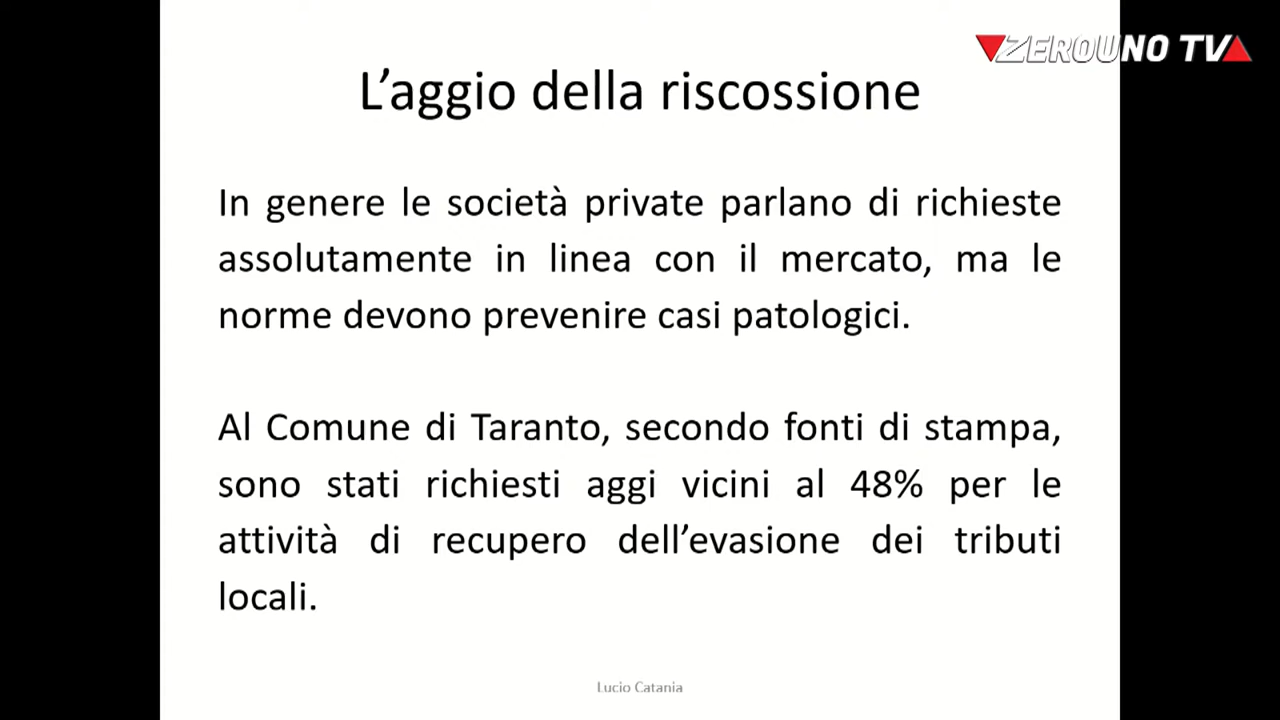 ZEROUNO TV
L’aggio della riscossione
In genere le società private parlano di richieste
assolutamente in linea con il mercato, ma le
norme devono prevenire casi patologici.
Al Comune di Taranto, secondo fonti di stampa,
sono stati richiesti aggi vicini al 48% per le
attività di recupero dell’evasione dei tributi
locali.
Lucio Catania